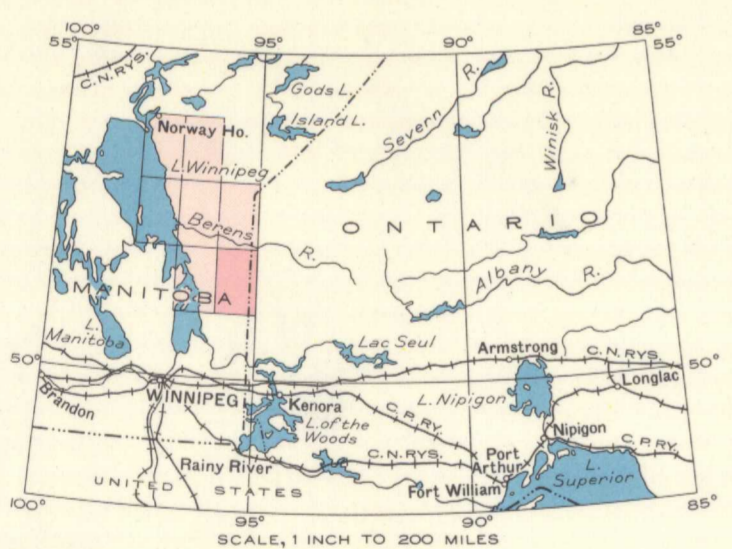 100°
95°
90°
85°
55°
55°
C.N.RYS.
Gods L.
Island L.
Severn R.
Winisk R.
Norway Ho.
L.Winnipeg
Berens R.
ONTARIO
Albany R.
MANITOBA
L. Manitoba
Lac Seul
Armstrong
C.N.RYS.
50°
50°
Longlac
Brandon
WINNIPEG
Kenora
L. Nipigon
C.P.RY.
L.of the Woods
Nipigon
C.P.RY.
Rainy River
C.N.RYS.
Port Arthur
L. Superior
UNITED STATES
Fort William
100°
95°
90°
85°
SCALE, 1 INCH TO 200 MILES